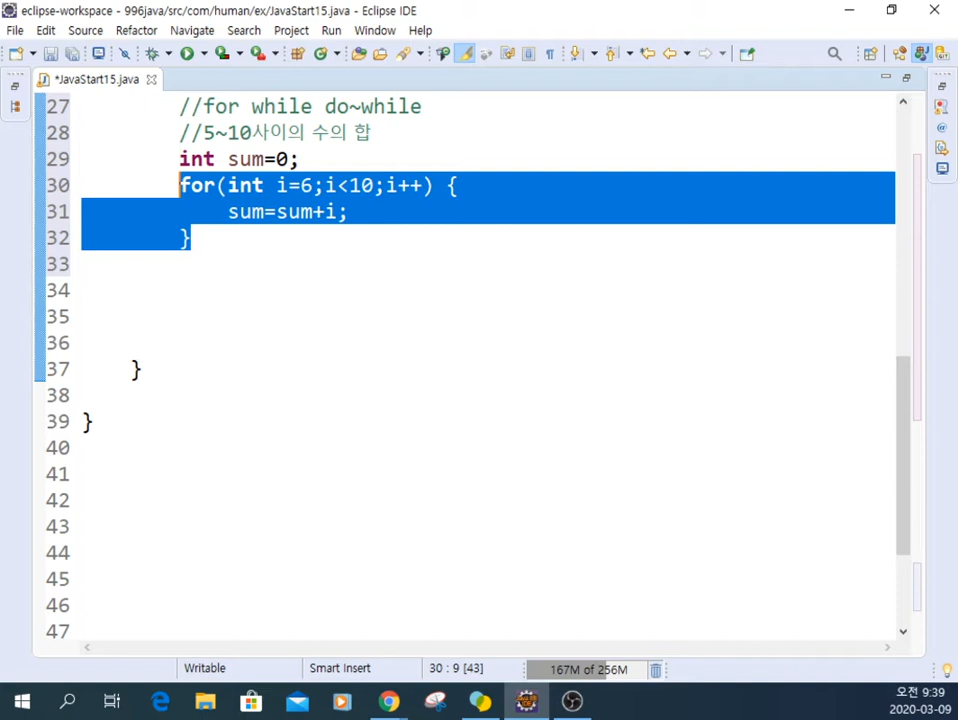 eclipse-workspace - 996java/src/com/human/ex/JavaStart15.java - Eclipse IDE
File Edit Source Refactor Navigate Search Project Run Window Help
*JavaStart15.java
27 //for while do~while
28 //5~10사이의 수의 합
29 int sum=0;
30 for(int i=6;i<10;i++) {
31 sum=sum+i;
32 }
33
34
35
36
37 }
38
39 }
40
41
42
43
44
45
46
47
Writable Smart Insert 30 : 9 [43] 167M of 256M
오전 9:39
2020-03-09